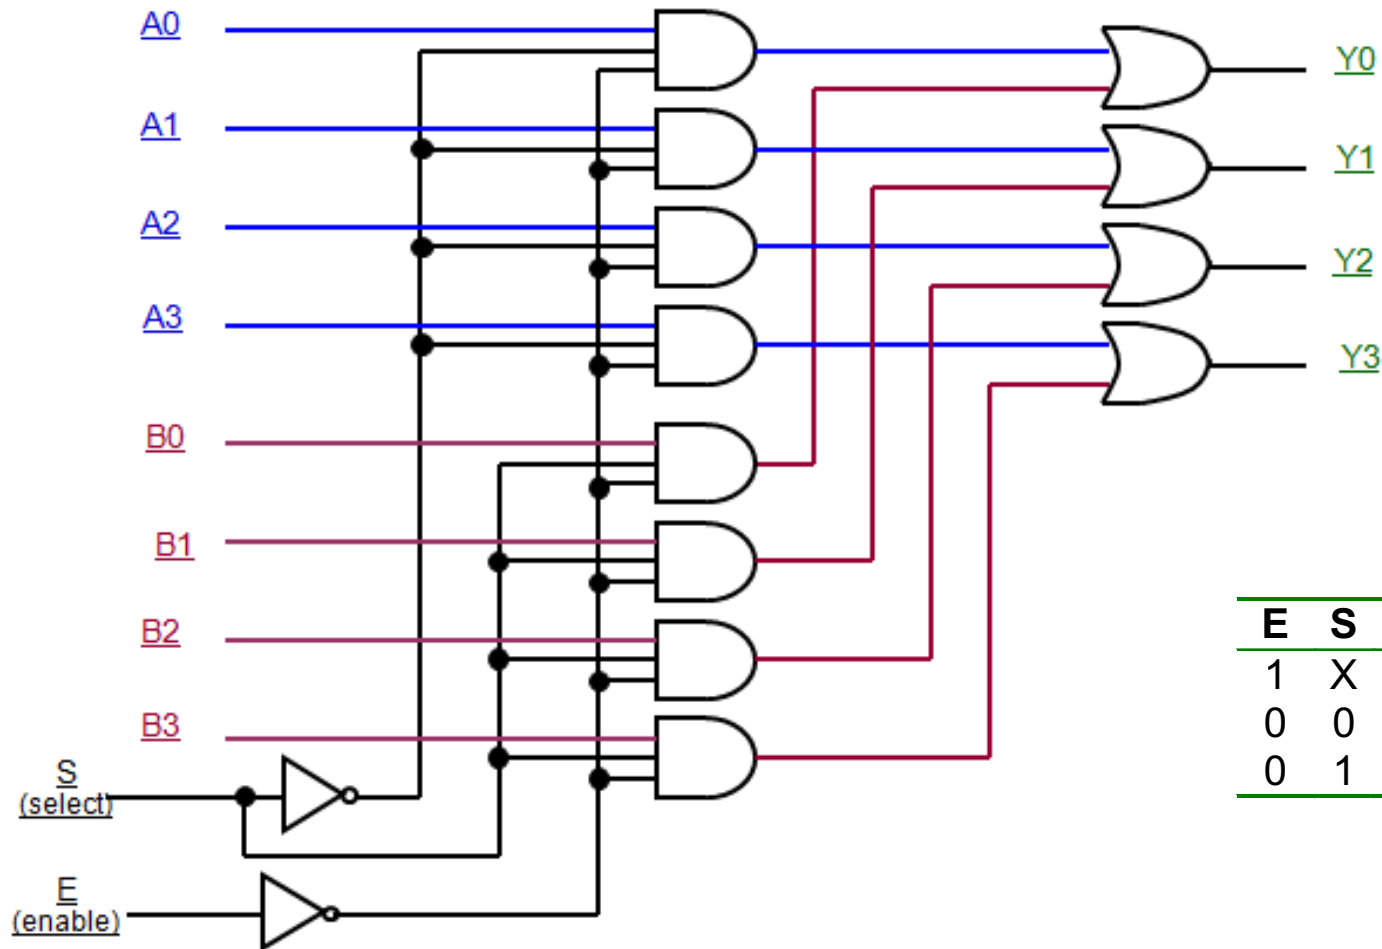 A0
Y0
A1
Y1
A2
Y2
A3
Y3
B0
B1
B2
B3
S
(select)
E
(enable)
E S
1 X
0 0
0 1